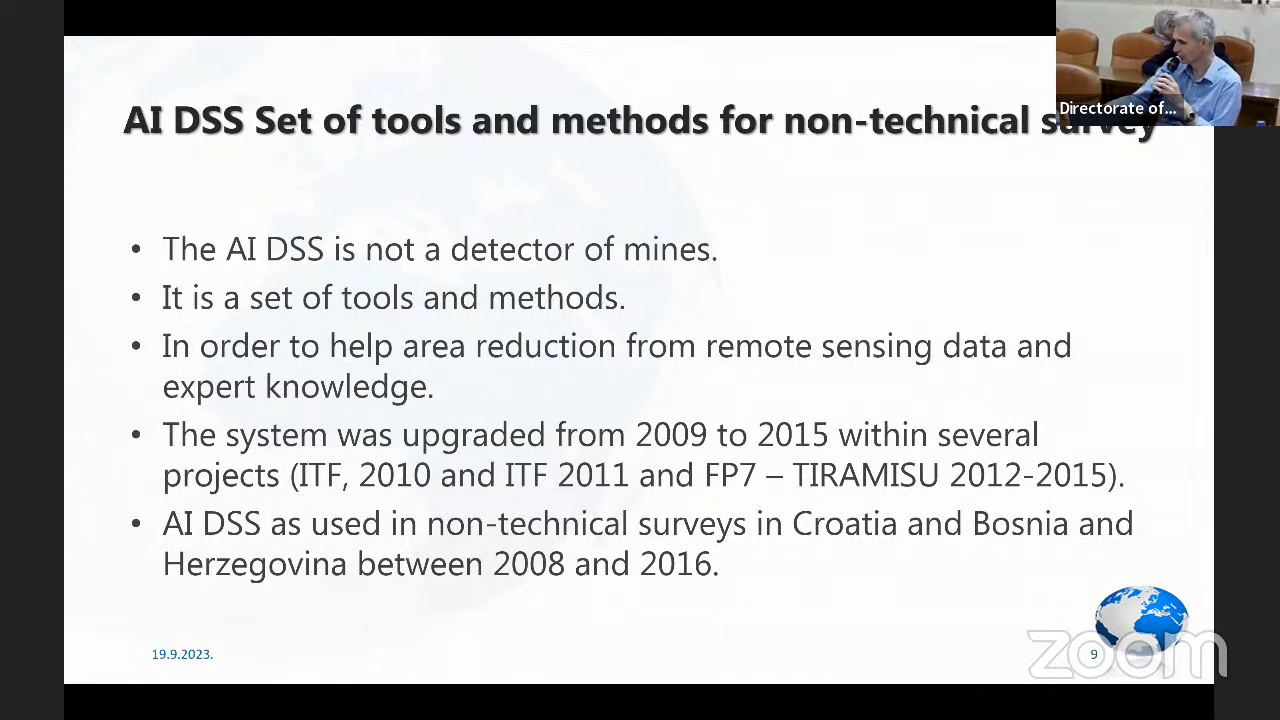 AI DSS Set of tools and methods for non-technical survey
Directorate of...
• The AI DSS is not a detector of mines.
• It is a set of tools and methods.
• In order to help area reduction from remote sensing data and
expert knowledge.
• The system was upgraded from 2009 to 2015 within several
projects (ITF, 2010 and ITF 2011 and FP7 – TIRAMISU 2012-2015).
• AI DSS as used in non-technical surveys in Croatia and Bosnia and
Herzegovina between 2008 and 2016.
19.9.2023.
9
zoom